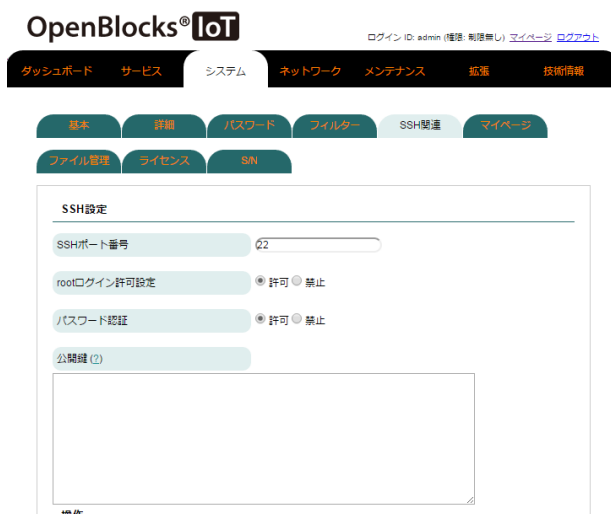 OpenBlocks® IoT
ログイン ID: admin (権限: 制限無し) マイページ ログアウト
ダッシュボード サービス システム ネットワーク メンテナンス 拡張 技術情報
基本 詳細 パスワード フィルター SSH関連 マイページ
ファイル管理 ライセンス S/N
SSH設定
SSHポート番号 22
rootログイン許可設定 許可 禁止
パスワード認証 許可 禁止
公開鍵 (?)